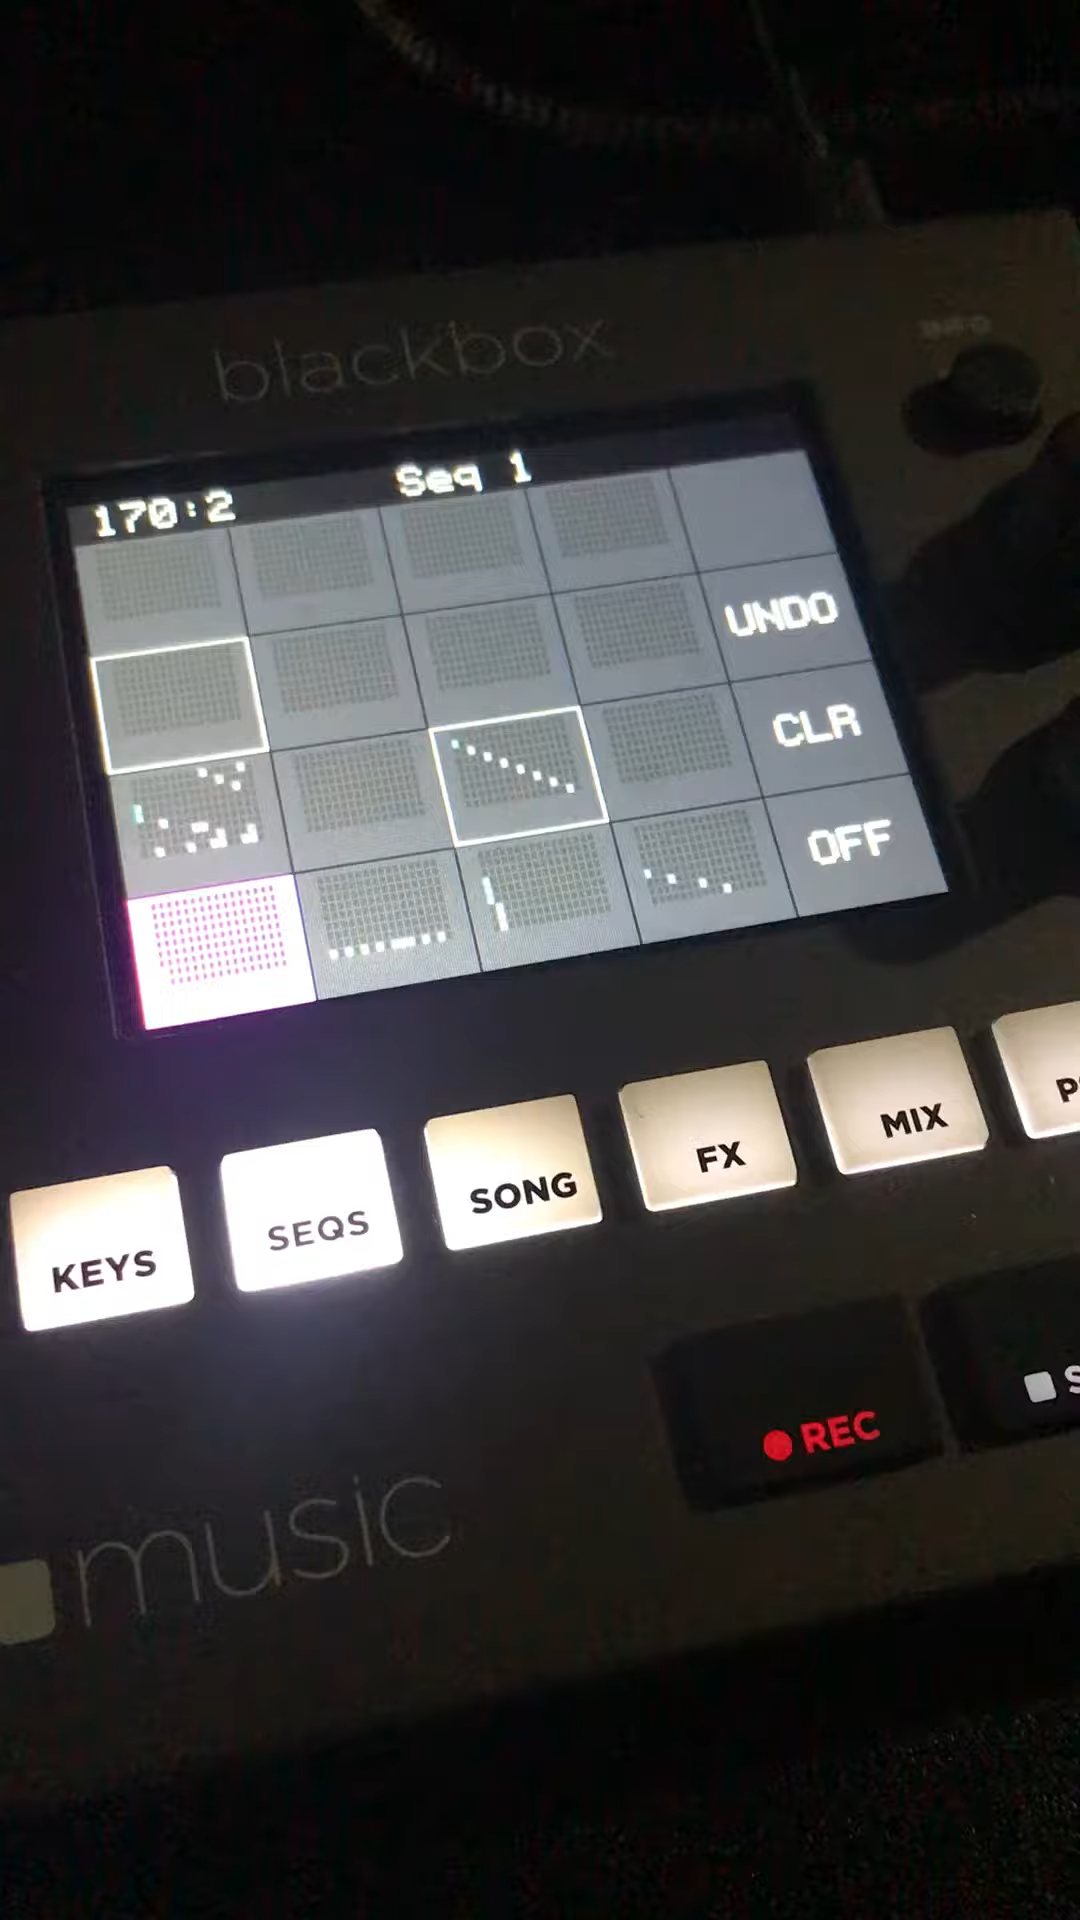 blackbox
170:2
Seq 1
UNDO
CLR
OFF
KEYS
SEQS
SONG
FX
MIX
REC
music